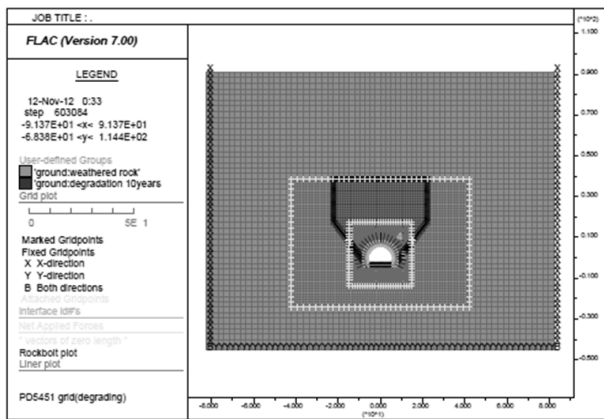 JOB TITLE : .
FLAC (Version 7.00)
LEGEND
12-Nov-12 0:33
step 603084
-9.137E+01 <x< 9.137E+01
-6.838E+01 <y< 1.144E+02
User-defined Groups
'ground:weathered rock'
'ground:degradation 10years
Grid plot
0 5E 1
Marked Gridpoints
Fixed Gridpoints
X X-direction
Y Y-direction
B Both directions
Attached Gridpoints
Interface id#'s
Net Applied Forces
" vectors of zero length "
Rockbolt plot
Liner plot
PD5451 grid(degrading)
(*10^2)
1.100
0.900
0.700
0.500
0.300
0.100
-0.100
-0.300
-0.500
-8.000 -6.000 -4.000 -2.000 0.000 2.000 4.000 6.000 8.000
(*10^1)